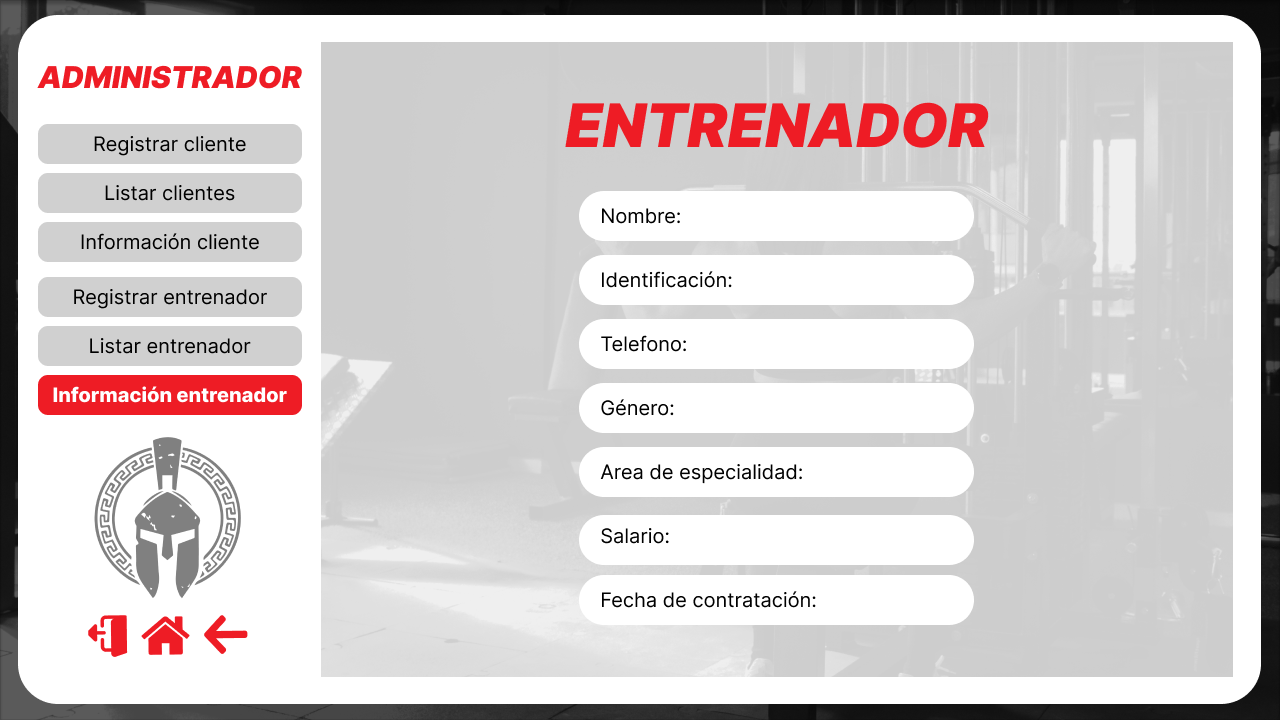 ADMINISTRADOR
Registrar cliente
Listar clientes
Información cliente
Registrar entrenador
Listar entrenador
Información entrenador
ENTRENADOR
Nombre:
Identificación:
Telefono:
Género:
Area de especialidad:
Salario:
Fecha de contratación: